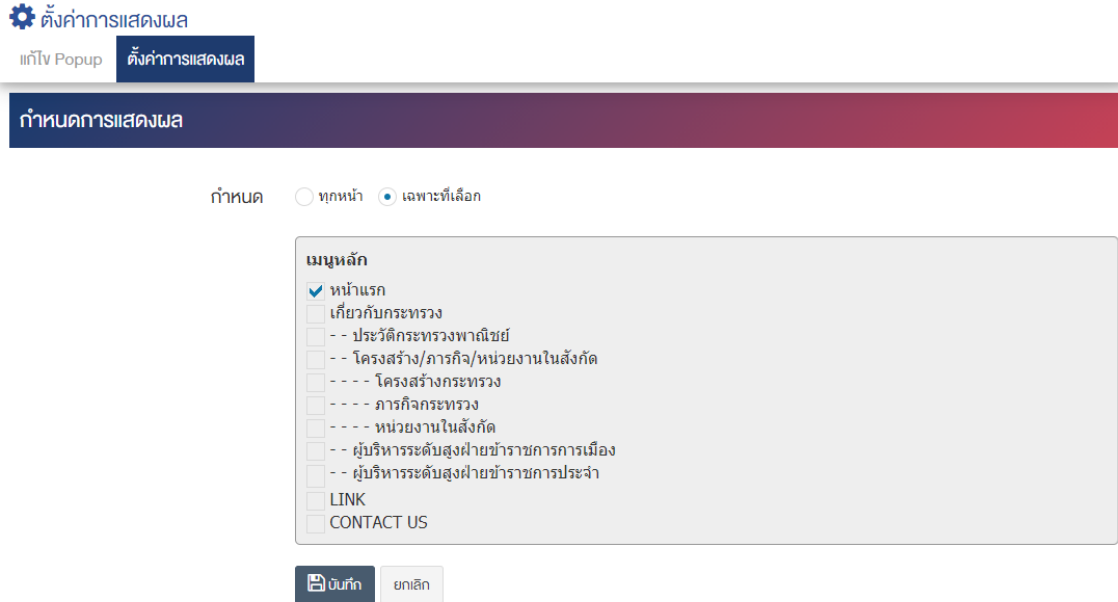 ตั้งค่าการแสดงผล
แก้ไข Popup ตั้งค่าการแสดงผล
กำหนดการแสดงผล
กำหนด ทุกหน้า เฉพาะที่เลือก
เมนูหลัก
หน้าแรก
เกี่ยวกับกระทรวง
- - ประวัติกระทรวงพาณิชย์
- - โครงสร้าง/ภารกิจ/หน่วยงานในสังกัด
- - - - โครงสร้างกระทรวง
- - - - ภารกิจกระทรวง
- - - - หน่วยงานในสังกัด
- - ผู้บริหารระดับสูงฝ่ายข้าราชการการเมือง
- - ผู้บริหารระดับสูงฝ่ายข้าราชการประจำ
LINK
CONTACT US
บันทึก ยกเลิก